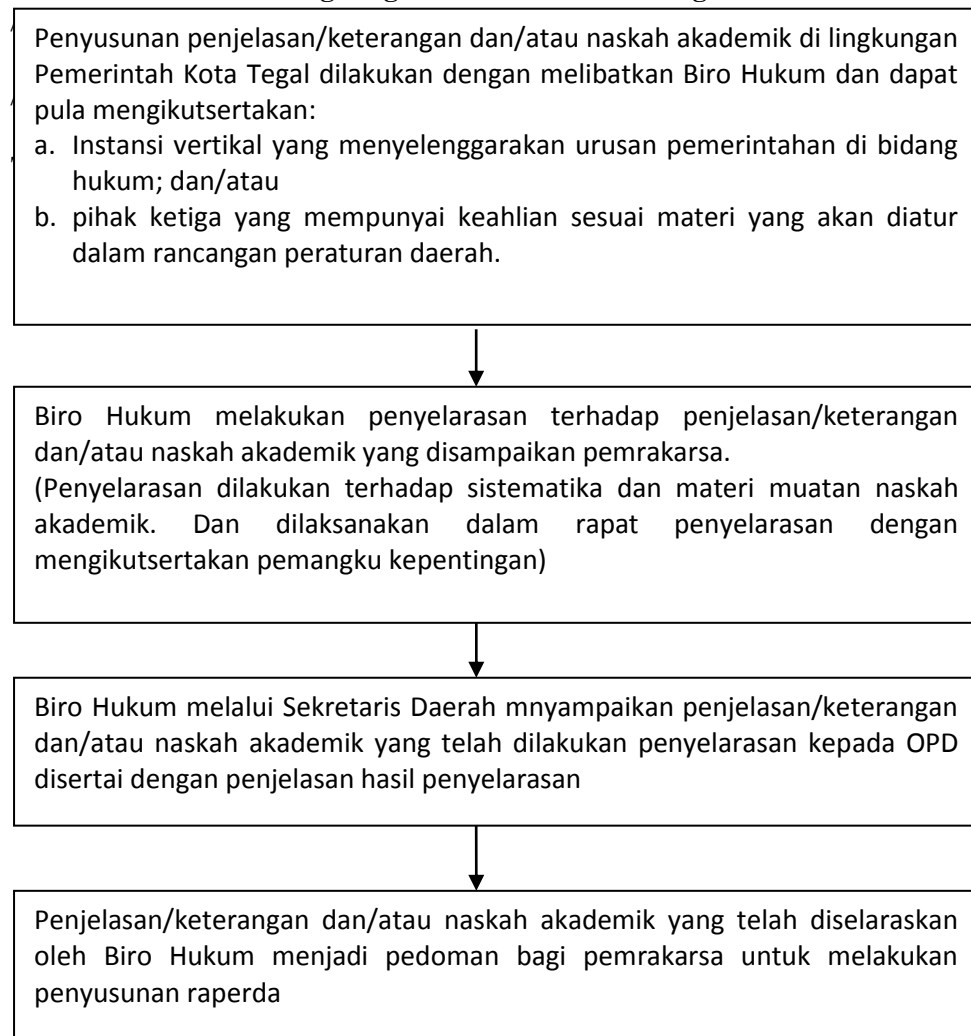 Penyusunan penjelasan/keterangan dan/atau naskah akademik di lingkungan
Pemerintah Kota Tegal dilakukan dengan melibatkan Biro Hukum dan dapat
pula mengikutsertakan:
a. Instansi vertikal yang menyelenggarakan urusan pemerintahan di bidang
hukum; dan/atau
b. pihak ketiga yang mempunyai keahlian sesuai materi yang akan diatur
dalam rancangan peraturan daerah.
Biro Hukum melakukan penyelarasan terhadap penjelasan/keterangan
dan/atau naskah akademik yang disampaikan pemrakarsa.
(Penyelarasan dilakukan terhadap sistematika dan materi muatan naskah
akademik. Dan dilaksanakan dalam rapat penyelarasan dengan
mengikutsertakan pemangku kepentingan)
Biro Hukum melalui Sekretaris Daerah mnyampaikan penjelasan/keterangan
dan/atau naskah akademik yang telah dilakukan penyelarasan kepada OPD
disertai dengan penjelasan hasil penyelarasan
Penjelasan/keterangan dan/atau naskah akademik yang telah diselaraskan
oleh Biro Hukum menjadi pedoman bagi pemrakarsa untuk melakukan
penyusunan raperda